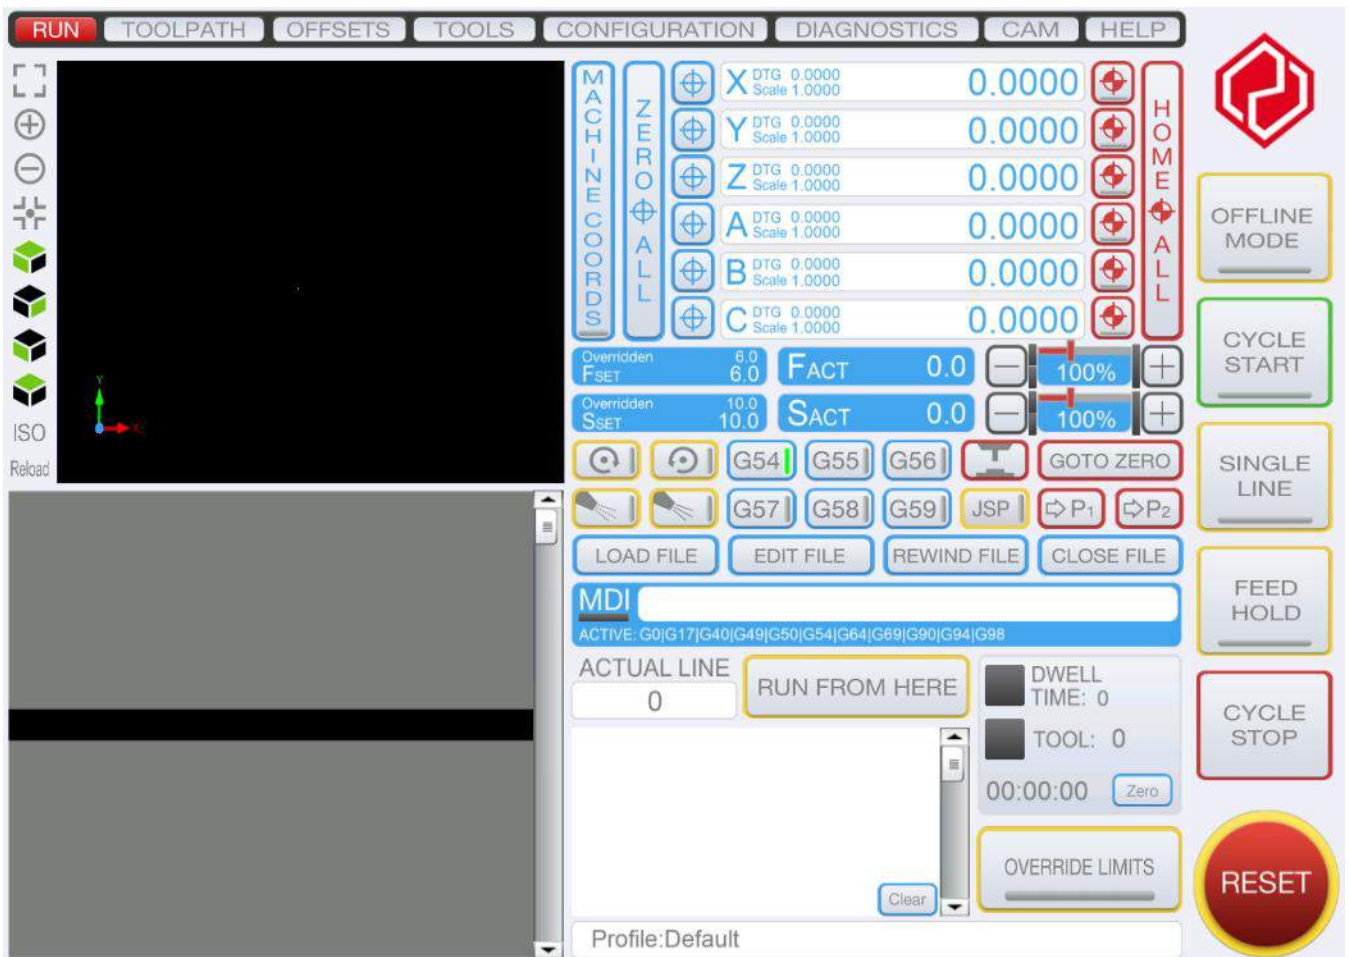 RUN TOOLPATH OFFSETS TOOLS CONFIGURATION DIAGNOSTICS CAM HELP
ISO
Reload
Y
MACHINE COORDS
ZERO ALL
X DTG 0.0000 Scale 1.0000 0.0000
Y DTG 0.0000 Scale 1.0000 0.0000
Z DTG 0.0000 Scale 1.0000 0.0000
A DTG 0.0000 Scale 1.0000 0.0000
B DTG 0.0000 Scale 1.0000 0.0000
C DTG 0.0000 Scale 1.0000 0.0000
HOME ALL
Overridden 6.0
FSET 6.0
FACT 0.0
100%
Overridden 10.0
SSET 10.0
SACT 0.0
100%
G54 G55 G56 GOTO ZERO
G57 G58 G59 JSP P1 P2
LOAD FILE EDIT FILE REWIND FILE CLOSE FILE
MDI
ACTIVE: G0|G17|G40|G49|G50|G54|G64|G69|G90|G94|G98
ACTUAL LINE
0
RUN FROM HERE
DWELL
TIME: 0
TOOL: 0
00:00:00 Zero
Clear
OVERRIDE LIMITS
Profile:Default
OFFLINE
MODE
CYCLE
START
SINGLE
LINE
FEED
HOLD
CYCLE
STOP
RESET